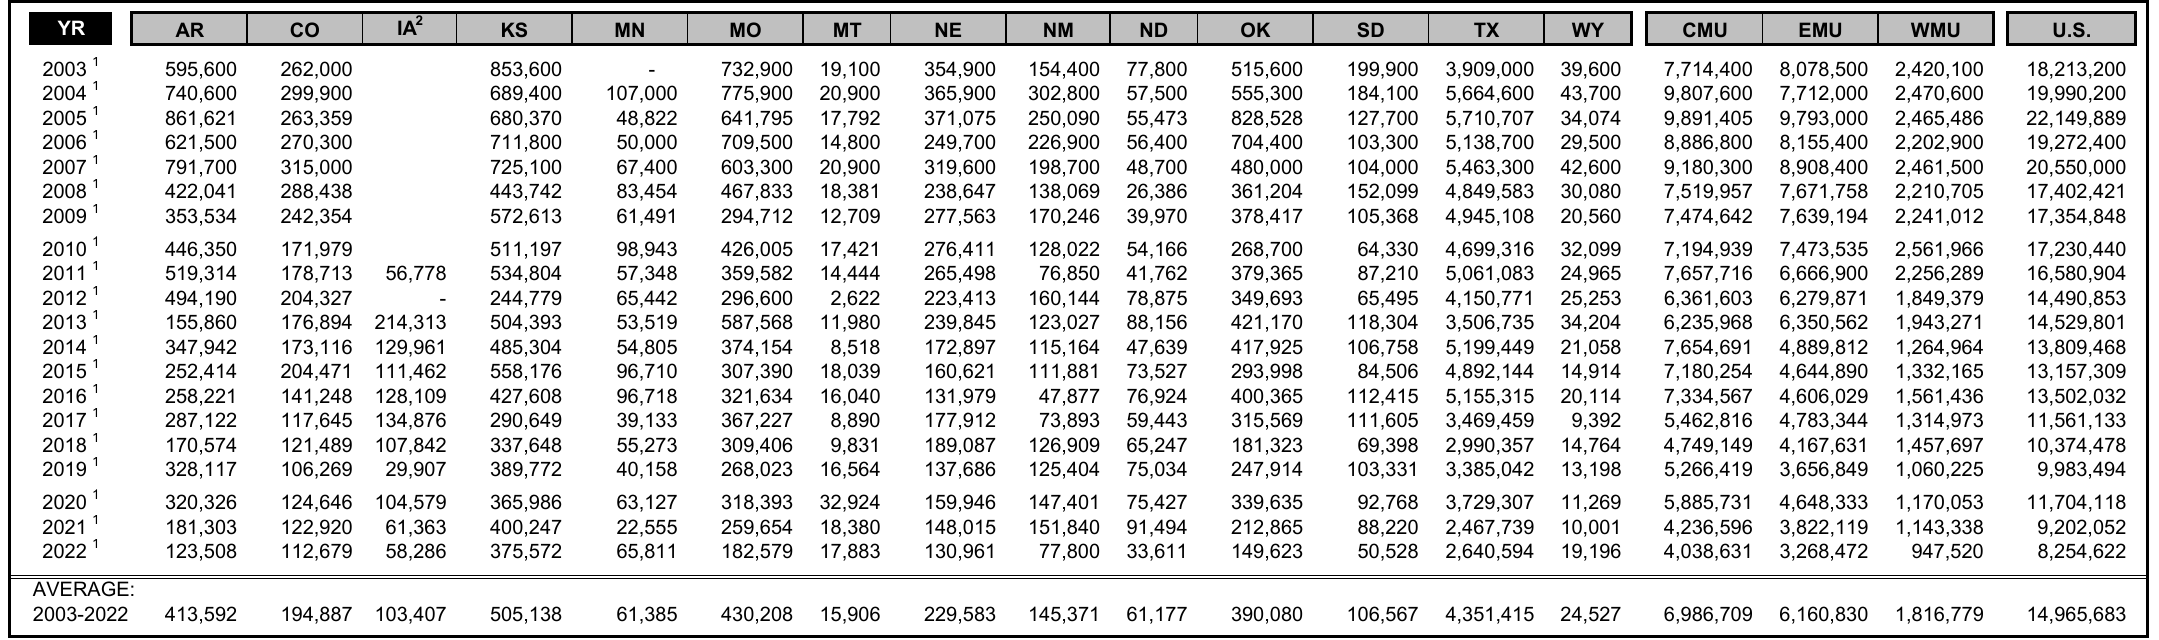 YR AR CO IA2 KS MN MO MT NE NM ND OK SD TX WY CMU EMU WMU U.S.
2003 1 595,600 262,000 853,600 - 732,900 19,100 354,900 154,400 77,800 515,600 199,900 3,909,000 39,600 7,714,400 8,078,500 2,420,100 18,213,200
2004 1 740,600 299,900 689,400 107,000 775,900 20,900 365,900 302,800 57,500 555,300 184,100 5,664,600 43,700 9,807,600 7,712,000 2,470,600 19,990,200
2005 1 861,621 263,359 680,370 48,822 641,795 17,792 371,075 250,090 55,473 828,528 127,700 5,710,707 34,074 9,891,405 9,793,000 2,465,486 22,149,889
2006 1 621,500 270,300 711,800 50,000 709,500 14,800 249,700 226,900 56,400 704,400 103,300 5,138,700 29,500 8,886,800 8,155,400 2,202,900 19,272,400
2007 1 791,700 315,000 725,100 67,400 603,300 20,900 319,600 198,700 48,700 480,000 104,000 5,463,300 42,600 9,180,300 8,908,400 2,461,500 20,550,000
2008 1 422,041 288,438 443,742 83,454 467,833 18,381 238,647 138,069 26,386 361,204 152,099 4,849,583 30,080 7,519,957 7,671,758 2,210,705 17,402,421
2009 1 353,534 242,354 572,613 61,491 294,712 12,709 277,563 170,246 39,970 378,417 105,368 4,945,108 20,560 7,474,642 7,639,194 2,241,012 17,354,848
2010 1 446,350 171,979 511,197 98,943 426,005 17,421 276,411 128,022 54,166 268,700 64,330 4,699,316 32,099 7,194,939 7,473,535 2,561,966 17,230,440
2011 1 519,314 178,713 56,778 534,804 57,348 359,582 14,444 265,498 76,850 41,762 379,365 87,210 5,061,083 24,965 7,657,716 6,666,900 2,256,289 16,580,904
2012 1 494,190 204,327 - 244,779 65,442 296,600 2,622 223,413 160,144 78,875 349,693 65,495 4,150,771 25,253 6,361,603 6,279,871 1,849,379 14,490,853
2013 1 155,860 176,894 214,313 504,393 53,519 587,568 11,980 239,845 123,027 88,156 421,170 118,304 3,506,735 34,204 6,235,968 6,350,562 1,943,271 14,529,801
2014 1 347,942 173,116 129,961 485,304 54,805 374,154 8,518 172,897 115,164 47,639 417,925 106,758 5,199,449 21,058 7,654,691 4,889,812 1,264,964 13,809,468
2015 1 252,414 204,471 111,462 558,176 96,710 307,390 18,039 160,621 111,881 73,527 293,998 84,506 4,892,144 14,914 7,180,254 4,644,890 1,332,165 13,157,309
2016 1 258,221 141,248 128,109 427,608 96,718 321,634 16,040 131,979 47,877 76,924 400,365 112,415 5,155,315 20,114 7,334,567 4,606,029 1,561,436 13,502,032
2017 1 287,122 117,645 134,876 290,649 39,133 367,227 8,890 177,912 73,893 59,443 315,569 111,605 3,469,459 9,392 5,462,816 4,783,344 1,314,973 11,561,133
2018 1 170,574 121,489 107,842 337,648 55,273 309,406 9,831 189,087 126,909 65,247 181,323 69,398 2,990,357 14,764 4,749,149 4,167,631 1,457,697 10,374,478
2019 1 328,117 106,269 29,907 389,772 40,158 268,023 16,564 137,686 125,404 75,034 247,914 103,331 3,385,042 13,198 5,266,419 3,656,849 1,060,225 9,983,494
2020 1 320,326 124,646 104,579 365,986 63,127 318,393 32,924 159,946 147,401 75,427 339,635 92,768 3,729,307 11,269 5,885,731 4,648,333 1,170,053 11,704,118
2021 1 181,303 122,920 61,363 400,247 22,555 259,654 18,380 148,015 151,840 91,494 212,865 88,220 2,467,739 10,001 4,236,596 3,822,119 1,143,338 9,202,052
2022 1 123,508 112,679 58,286 375,572 65,811 182,579 17,883 130,961 77,800 33,611 149,623 50,528 2,640,594 19,196 4,038,631 3,268,472 947,520 8,254,622
AVERAGE:
2003-2022 413,592 194,887 103,407 505,138 61,385 430,208 15,906 229,583 145,371 61,177 390,080 106,567 4,351,415 24,527 6,986,709 6,160,830 1,816,779 14,965,683